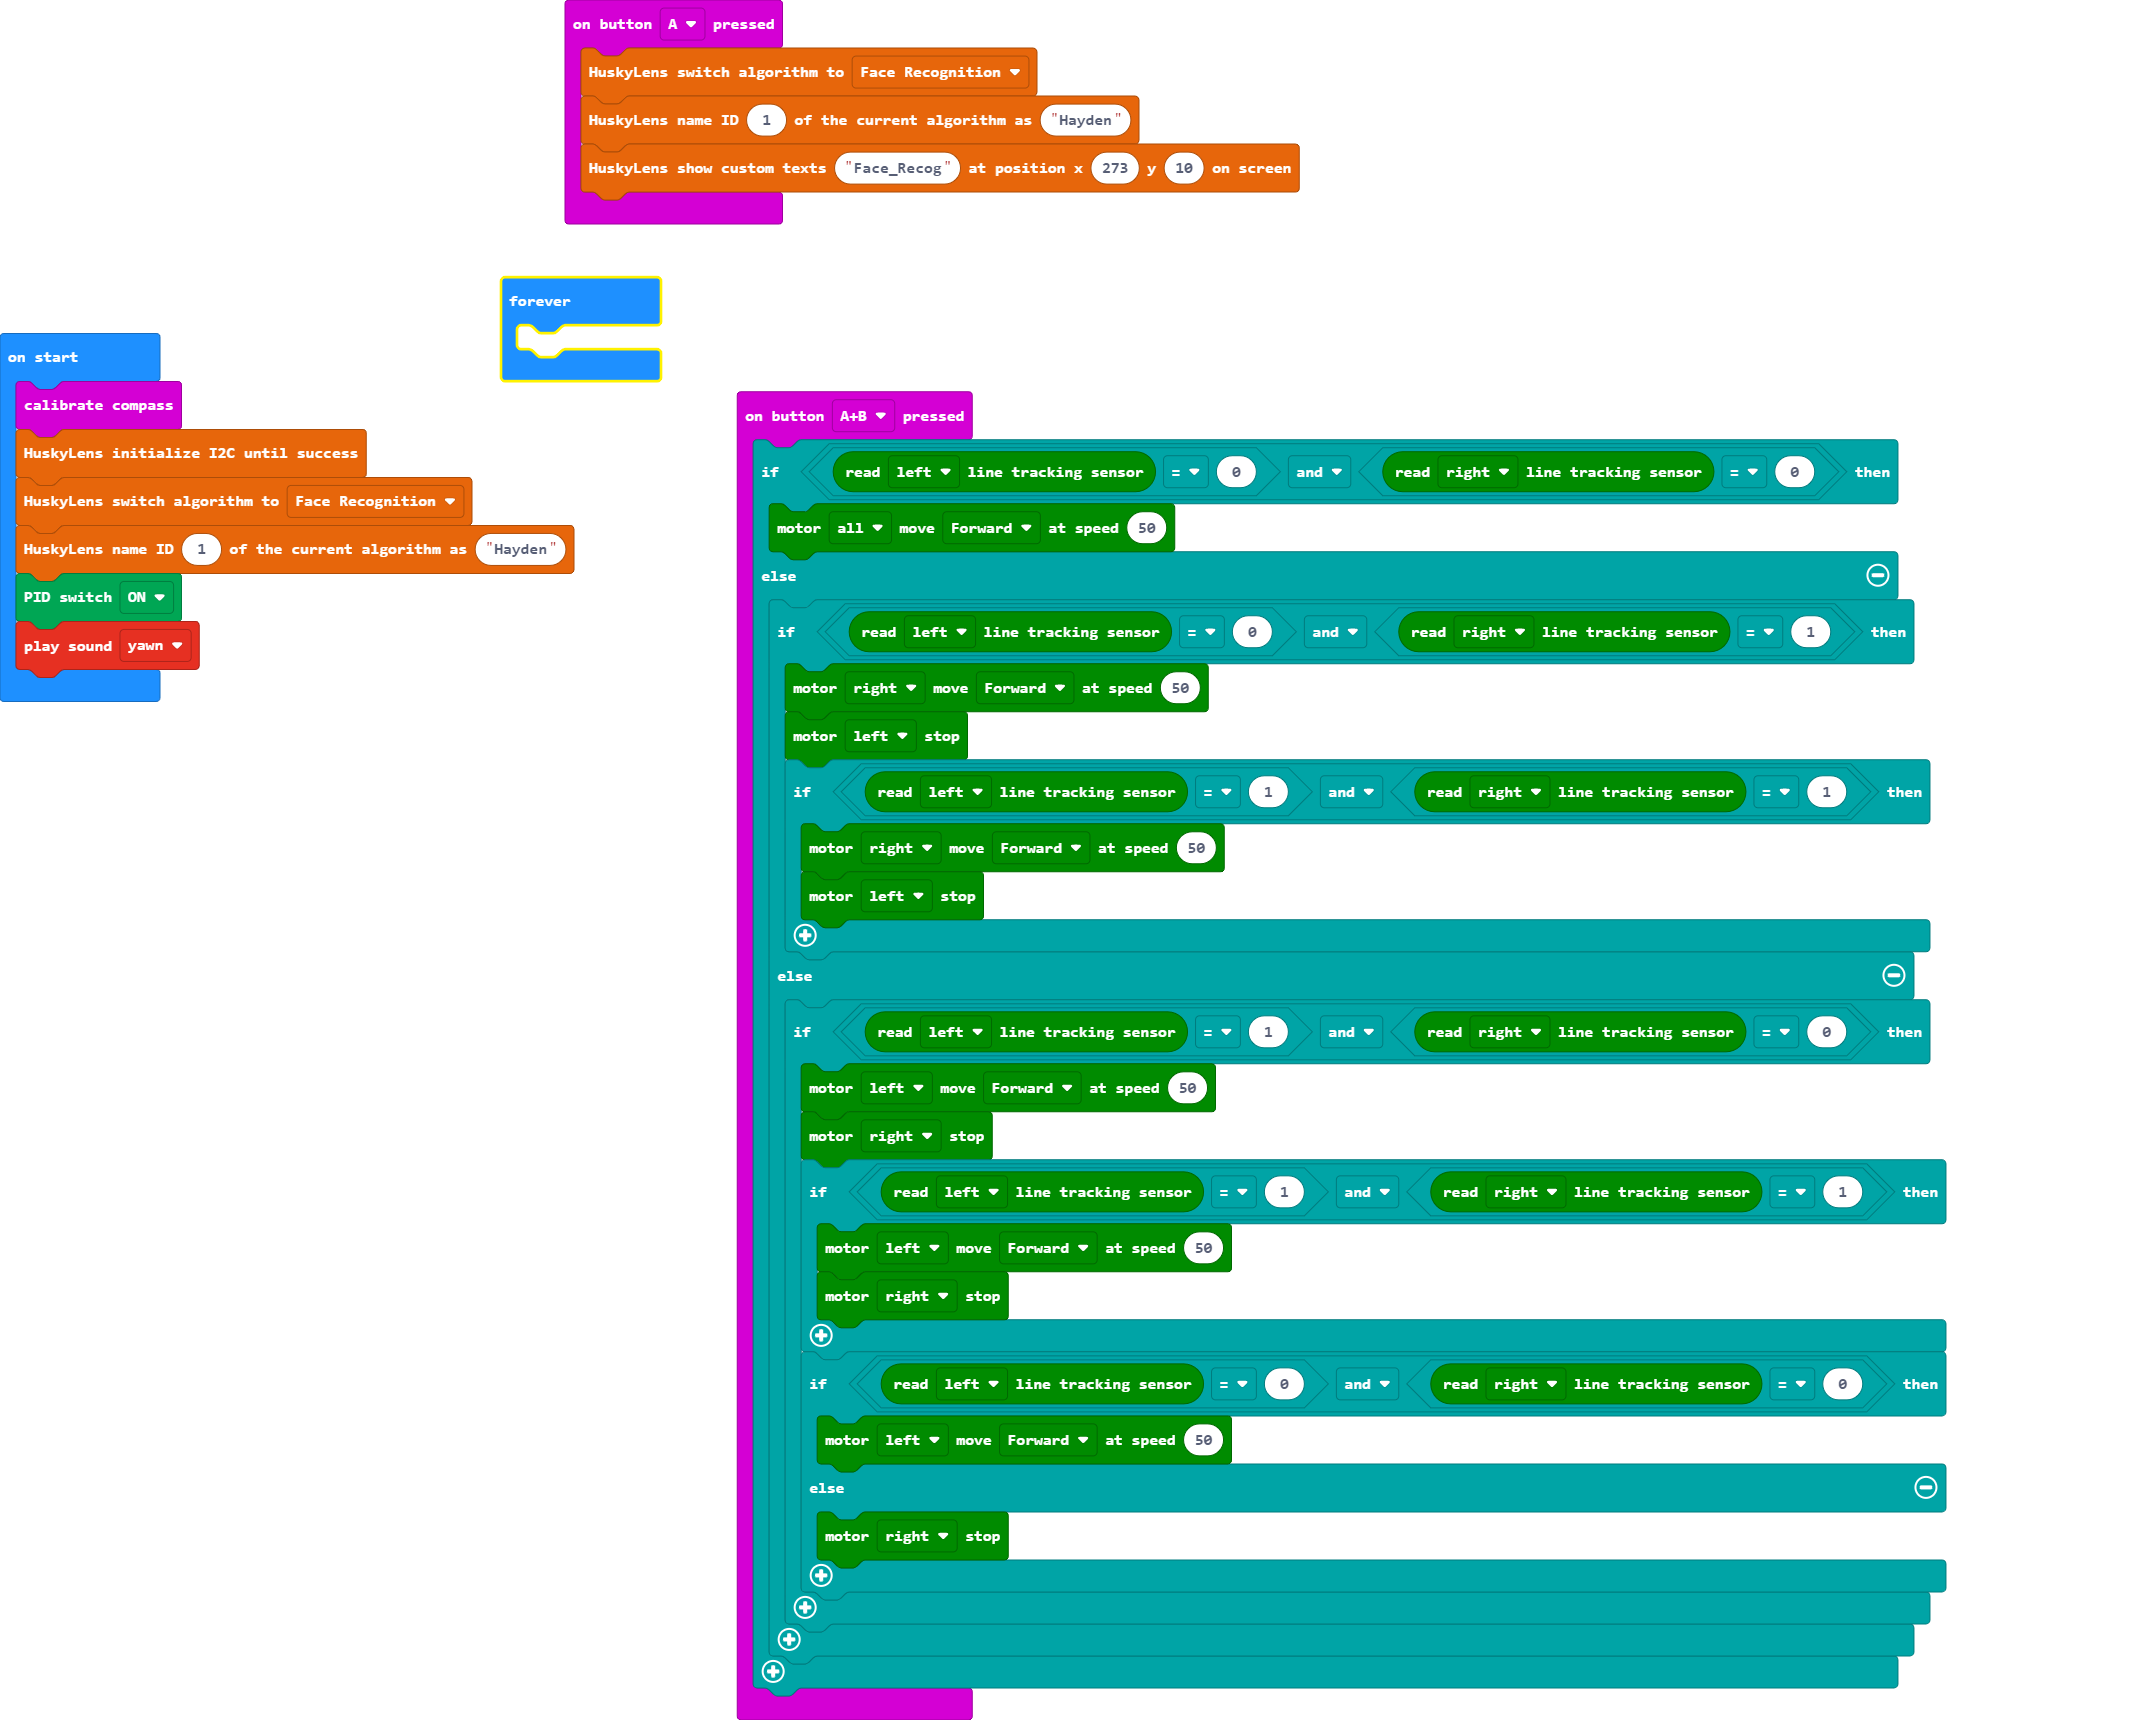 on button A pressed
HuskyLens switch algorithm to Face Recognition
HuskyLens name ID 1 of the current algorithm as "Hayden"
HuskyLens show custom texts "Face_Recog" at position x 273 y 10 on screen
forever
on start
calibrate compass
HuskyLens initialize I2C until success
HuskyLens switch algorithm to Face Recognition
HuskyLens name ID 1 of the current algorithm as "Hayden"
PID switch ON
play sound yawn
on button A+B pressed
if read left line tracking sensor = 0 and read right line tracking sensor = 0 then
motor all move Forward at speed 50
else
if read left line tracking sensor = 0 and read right line tracking sensor = 1 then
motor right move Forward at speed 50
motor left stop
if read left line tracking sensor = 1 and read right line tracking sensor = 1 then
motor right move Forward at speed 50
motor left stop
else
if read left line tracking sensor = 1 and read right line tracking sensor = 0 then
motor left move Forward at speed 50
motor right stop
if read left line tracking sensor = 1 and read right line tracking sensor = 1 then
motor left move Forward at speed 50
motor right stop
if read left line tracking sensor = 0 and read right line tracking sensor = 0 then
motor left move Forward at speed 50
else
motor right stop